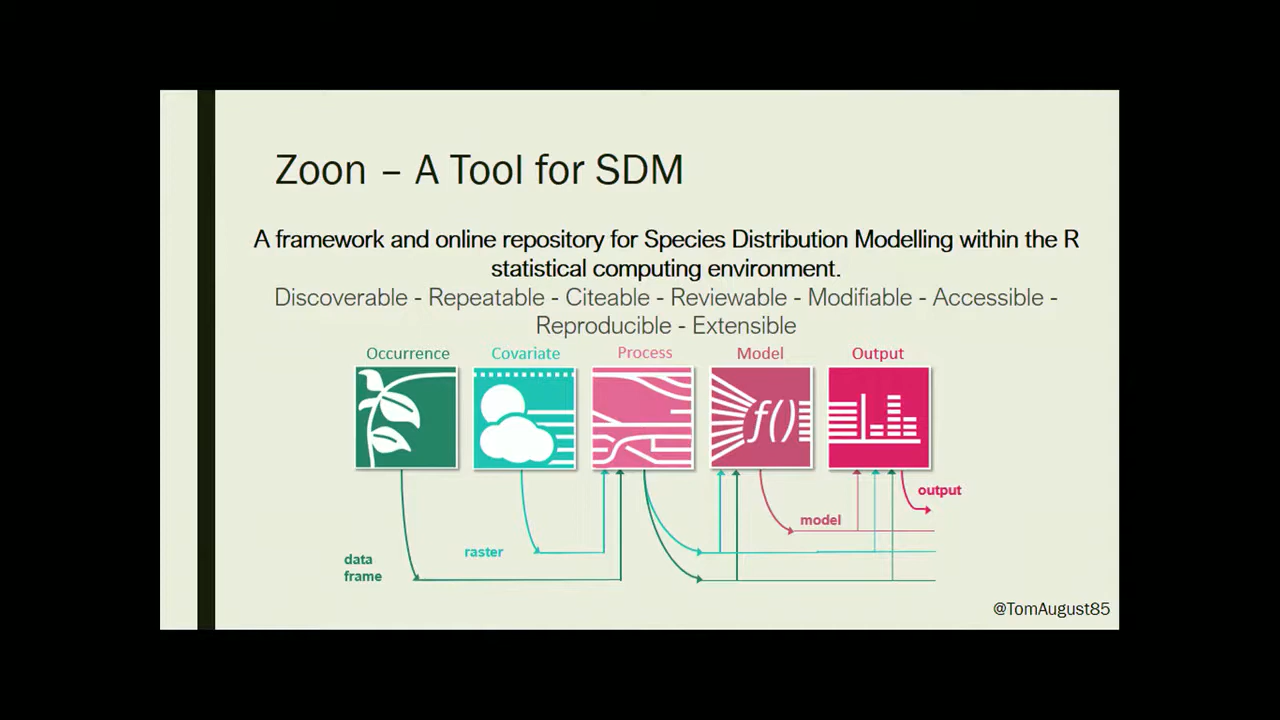 Zoon – A Tool for SDM
A framework and online repository for Species Distribution Modelling within the R
statistical computing environment.
Discoverable - Repeatable - Citeable - Reviewable - Modifiable - Accessible -
Reproducible - Extensible
Occurrence Covariate Process Model Output
f()
output
model
raster
data
frame
@TomAugust85